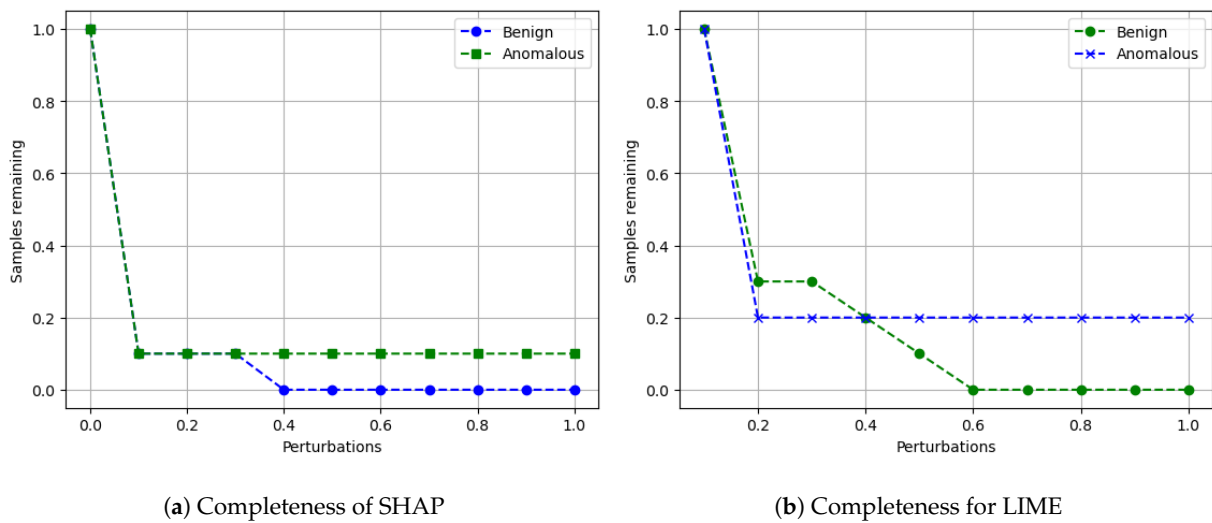 1.0
0.8
0.6
0.4
0.2
0.0
Samples remaining
Benign
Anomalous
0.0 0.2 0.4 0.6 0.8 1.0
Perturbations
(a) Completeness of SHAP
1.0
0.8
0.6
0.4
0.2
0.0
Samples remaining
Benign
Anomalous
0.2 0.4 0.6 0.8 1.0
Perturbations
(b) Completeness for LIME